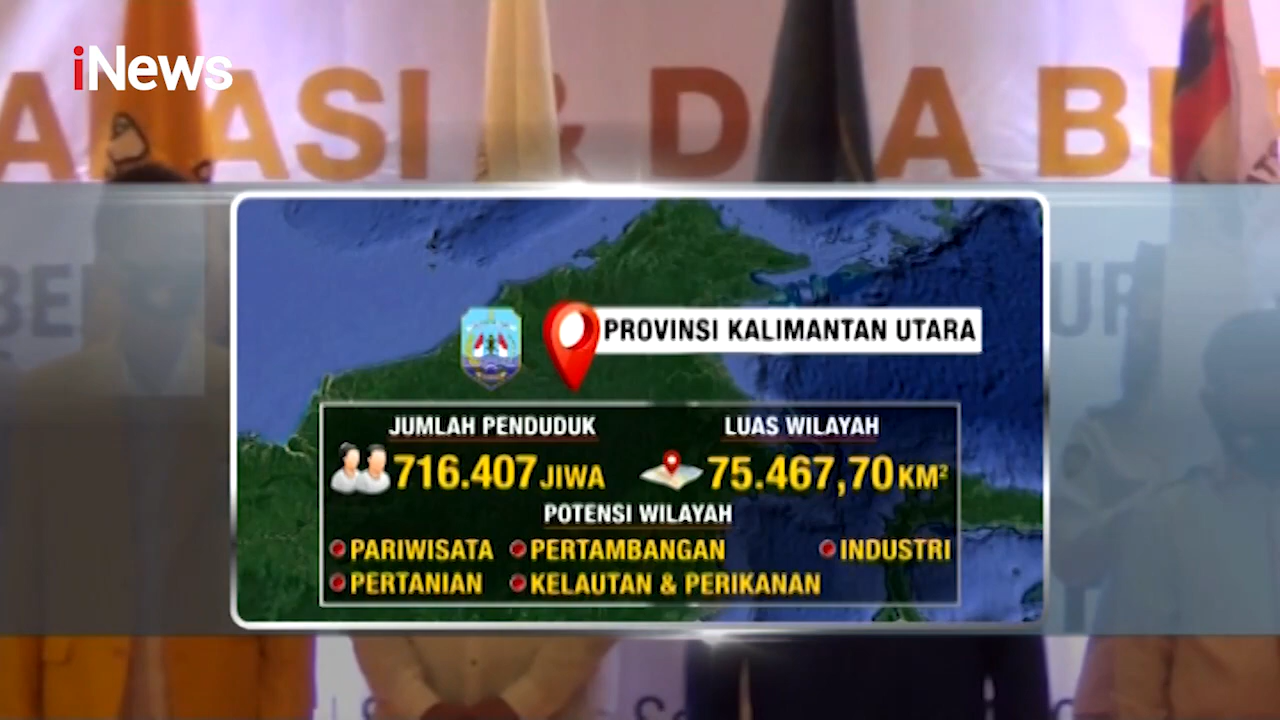 iNews
ASI & D A B
PROVINSI KALIMANTAN UTARA
JUMLAH PENDUDUK
716.407 JIWA
LUAS WILAYAH
75.467,70 KM²
POTENSI WILAYAH
PARIWISATA
PERTAMBANGAN
INDUSTRI
PERTANIAN
KELAUTAN & PERIKANAN